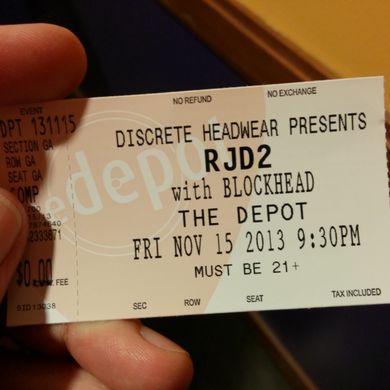 NO REFUND NO EXCHANGE
DISCRETE HEADWEAR PRESENTS
RJD2
with BLOCKHEAD
THE DEPOT
FRI NOV 15 2013 9:30PM
MUST BE 21+
SEC ROW SEAT TAX INCLUDED
EVENT
DPT 131115
SECTION GA
ROW GA
SEAT GA
COMP
$0.00 FEE
SID13038
depot